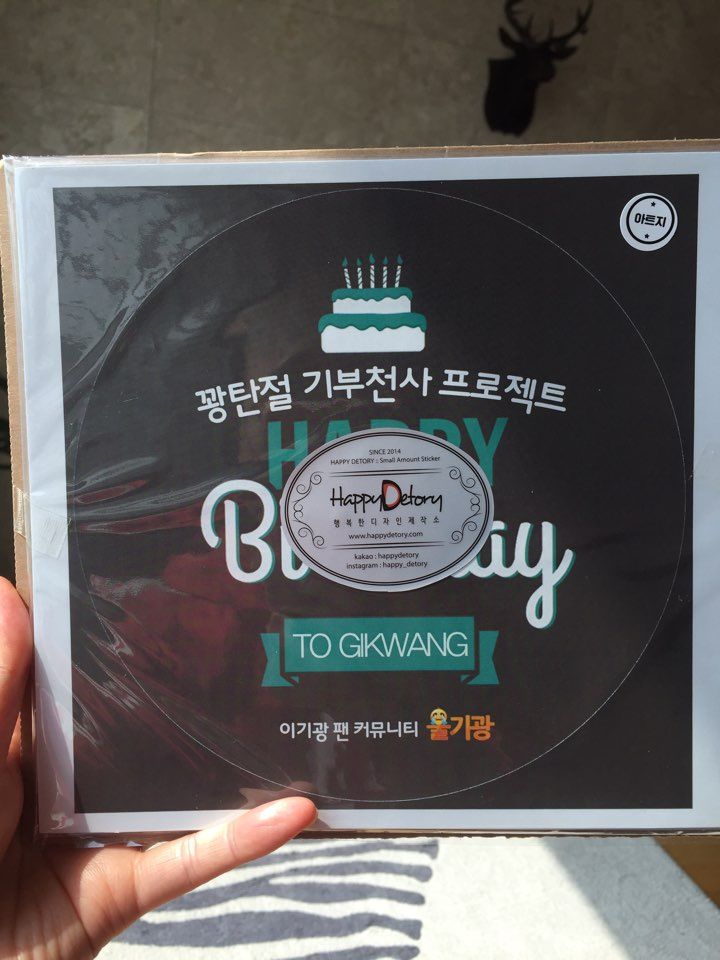 아트지
꽝탄절 기부천사 프로젝트
HAPPY
SINCE 2014
HAPPY DETORY :: Small Amount Sticker
HappyDetory
행복한디자인제작소
www.happydetory.com
kakao : happydetory
instagram : happy_detory
TO GIKWANG
이기광 팬 커뮤니티 울기광